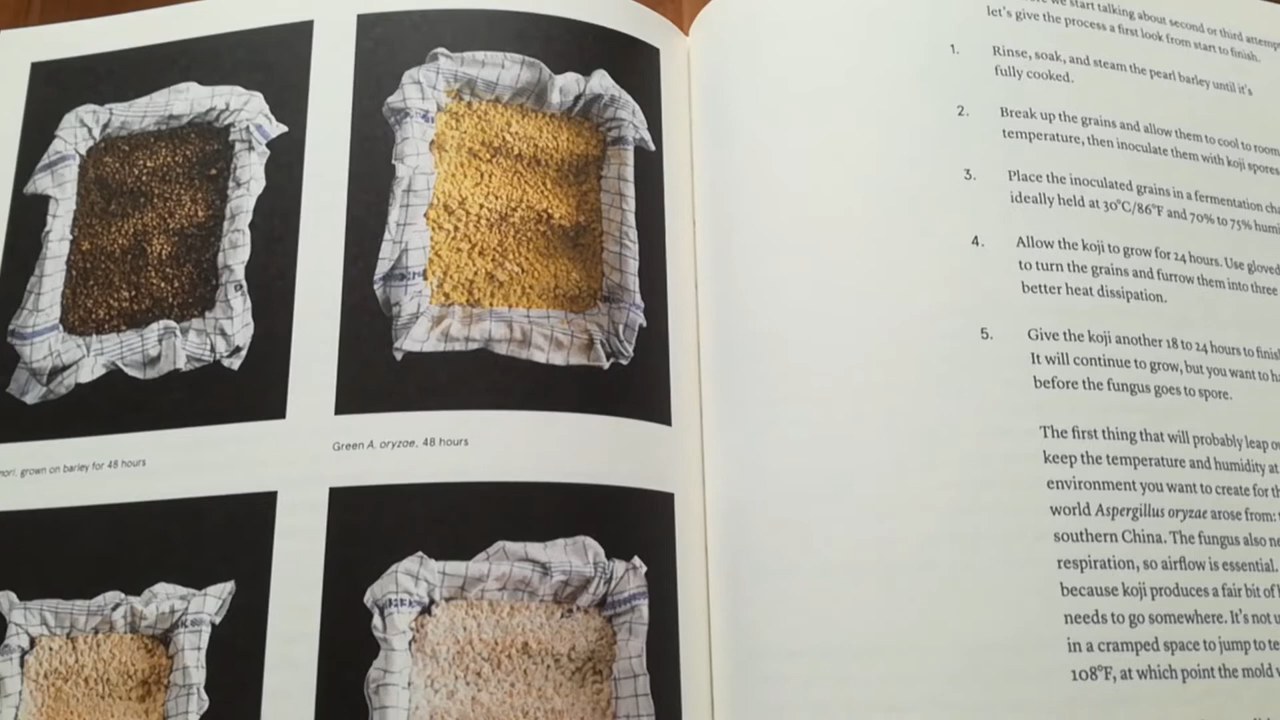 grown on barley for 48 hours
Green A. oryzae, 48 hours
we start talking about second or third
let's give the process a first look from start to finish.
1. Rinse, soak, and steam the pearl barley until it's
fully cooked.
2. Break up the grains and allow them to cool to room
temperature, then inoculate them with koji spores
3. Place the inoculated grains in a fermentation
ideally held at 30°C/86°F and 70% to 75%
4. Allow the koji to grow for 24 hours. Use gloved
to turn the grains and furrow them into three
better heat dissipation.
5. Give the koji another 18 to 24 hours to
It will continue to grow, but you want to
before the fungus goes to spore.
The first thing that will probably leap
keep the temperature and humidity at
environment you want to create for
world Aspergillus oryzae arose from:
southern China. The fungus also
respiration, so airflow is essential.
because koji produces a fair bit of
needs to go somewhere. It's not
in a cramped space to jump to
108°F, at which point the mold